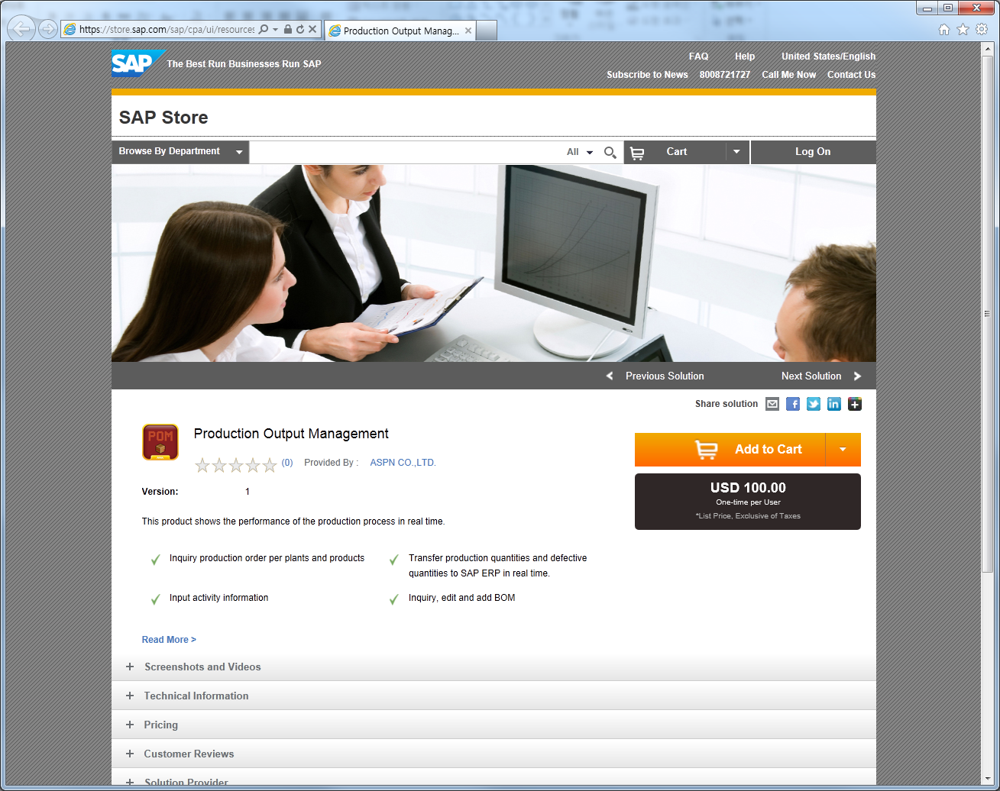 https://store.sap.com/sap/cpa/ui/resources
Production Output Manag...
SAP
The Best Run Businesses Run SAP
FAQ Help United States/English
Subscribe to News 8008721727 Call Me Now Contact Us
SAP Store
Browse By Department
All
Cart
Log On
Previous Solution
Next Solution
Share solution
POM
Production Output Management
(0) Provided By : ASPN CO.,LTD.
Version: 1
This product shows the performance of the production process in real time.
Add to Cart
USD 100.00
One-time per User
*List Price, Exclusive of Taxes
Inquiry production order per plants and products
Transfer production quantities and defective
quantities to SAP ERP in real time.
Input activity information
Inquiry, edit and add BOM
Read More >
+ Screenshots and Videos
+ Technical Information
+ Pricing
+ Customer Reviews
+ Solution Provider